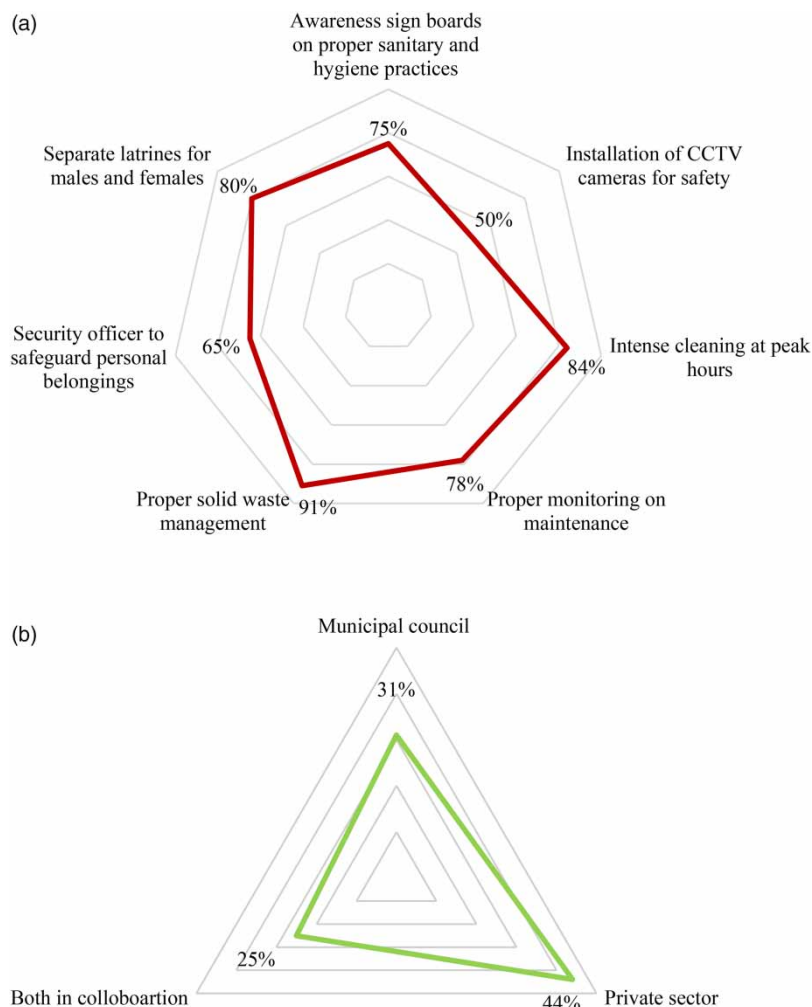 (a)
Awareness sign boards
on proper sanitary and
hygiene practices
75%
Separate latrines for
males and females
80%
Installation of CCTV
cameras for safety
50%
Security officer to
safeguard personal
belongings
65%
Intense cleaning at peak
hours
84%
Proper solid waste
management
91%
78%
Proper monitoring on
maintenance
(b)
Municipal council
31%
25%
Both in colloboartion
44%
Private sector